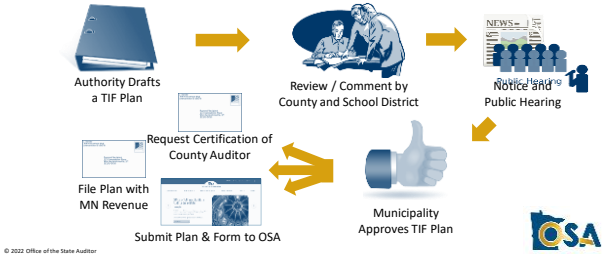 NEWS
Authority Drafts
a TIF Plan
Review / Comment by
County and School District
Public Hearing
Notice and
Public Hearing
Request Certification of
County Auditor
File Plan with
MN Revenue
Submit Plan & Form to OSA
Municipality
Approves TIF Plan
OSA
© 2022 Office of the State Auditor